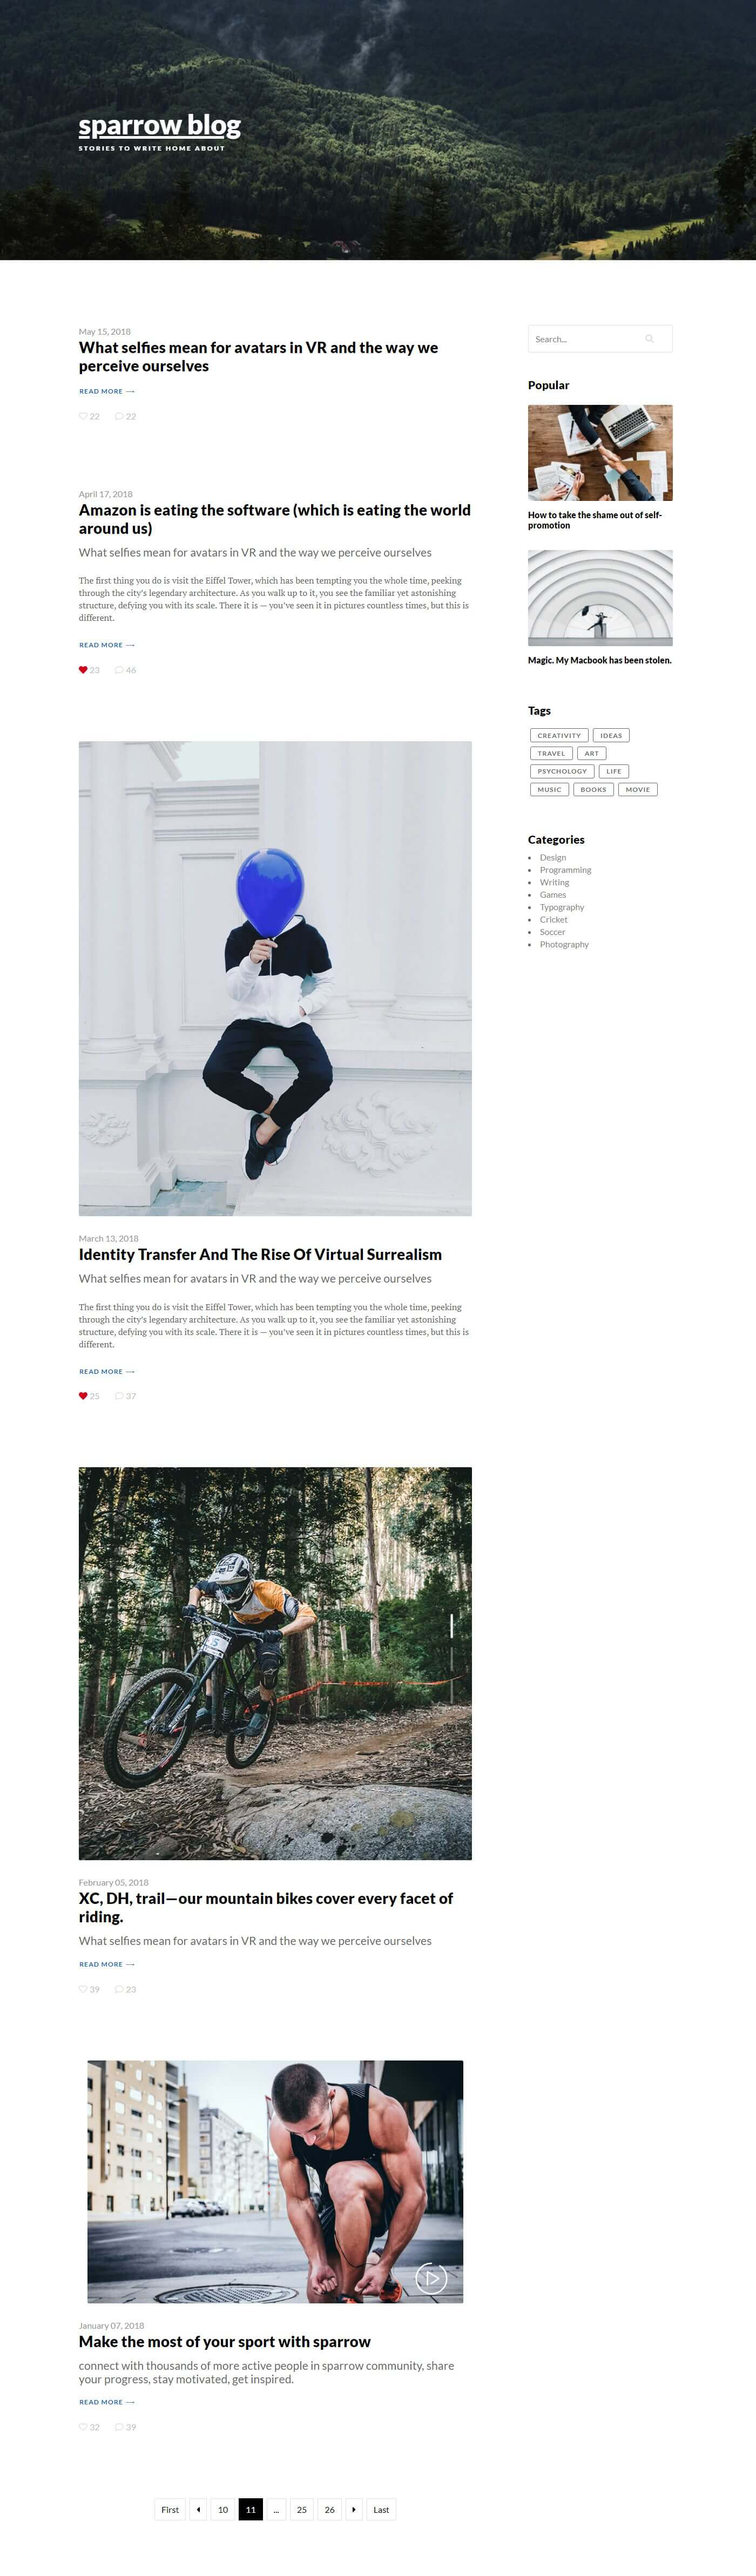 sparrow blog
STORIES TO WRITE HOME ABOUT
May 15, 2018
What selfies mean for avatars in VR and the way we
perceive ourselves
READ MORE ⟶
22 22
April 17, 2018
Amazon is eating the software (which is eating the world
around us)
What selfies mean for avatars in VR and the way we perceive ourselves
The first thing you do is visit the Eiffel Tower, which has been tempting you the whole time, peeking
through the city's legendary architecture. As you walk up to it, you see the familiar yet astonishing
structure, defying you with its scale. There it is — you've seen it in pictures countless times, but this is
different.
READ MORE ⟶
23 46
March 13, 2018
Identity Transfer And The Rise Of Virtual Surrealism
What selfies mean for avatars in VR and the way we perceive ourselves
The first thing you do is visit the Eiffel Tower, which has been tempting you the whole time, peeking
through the city's legendary architecture. As you walk up to it, you see the familiar yet astonishing
structure, defying you with its scale. There it is — you've seen it in pictures countless times, but this is
different.
READ MORE ⟶
25 37
5
February 05, 2018
XC, DH, trail—our mountain bikes cover every facet of
riding.
What selfies mean for avatars in VR and the way we perceive ourselves
READ MORE ⟶
39 23
January 07, 2018
Make the most of your sport with sparrow
connect with thousands of more active people in sparrow community, share
your progress, stay motivated, get inspired.
READ MORE ⟶
32 39
First 10 11 ... 25 26 Last
Search...
Popular
How to take the shame out of self-
promotion
Magic. My Macbook has been stolen.
Tags
CREATIVITY IDEAS
TRAVEL ART
PSYCHOLOGY LIFE
MUSIC BOOKS MOVIE
Categories
Design
Programming
Writing
Games
Typography
Cricket
Soccer
Photography